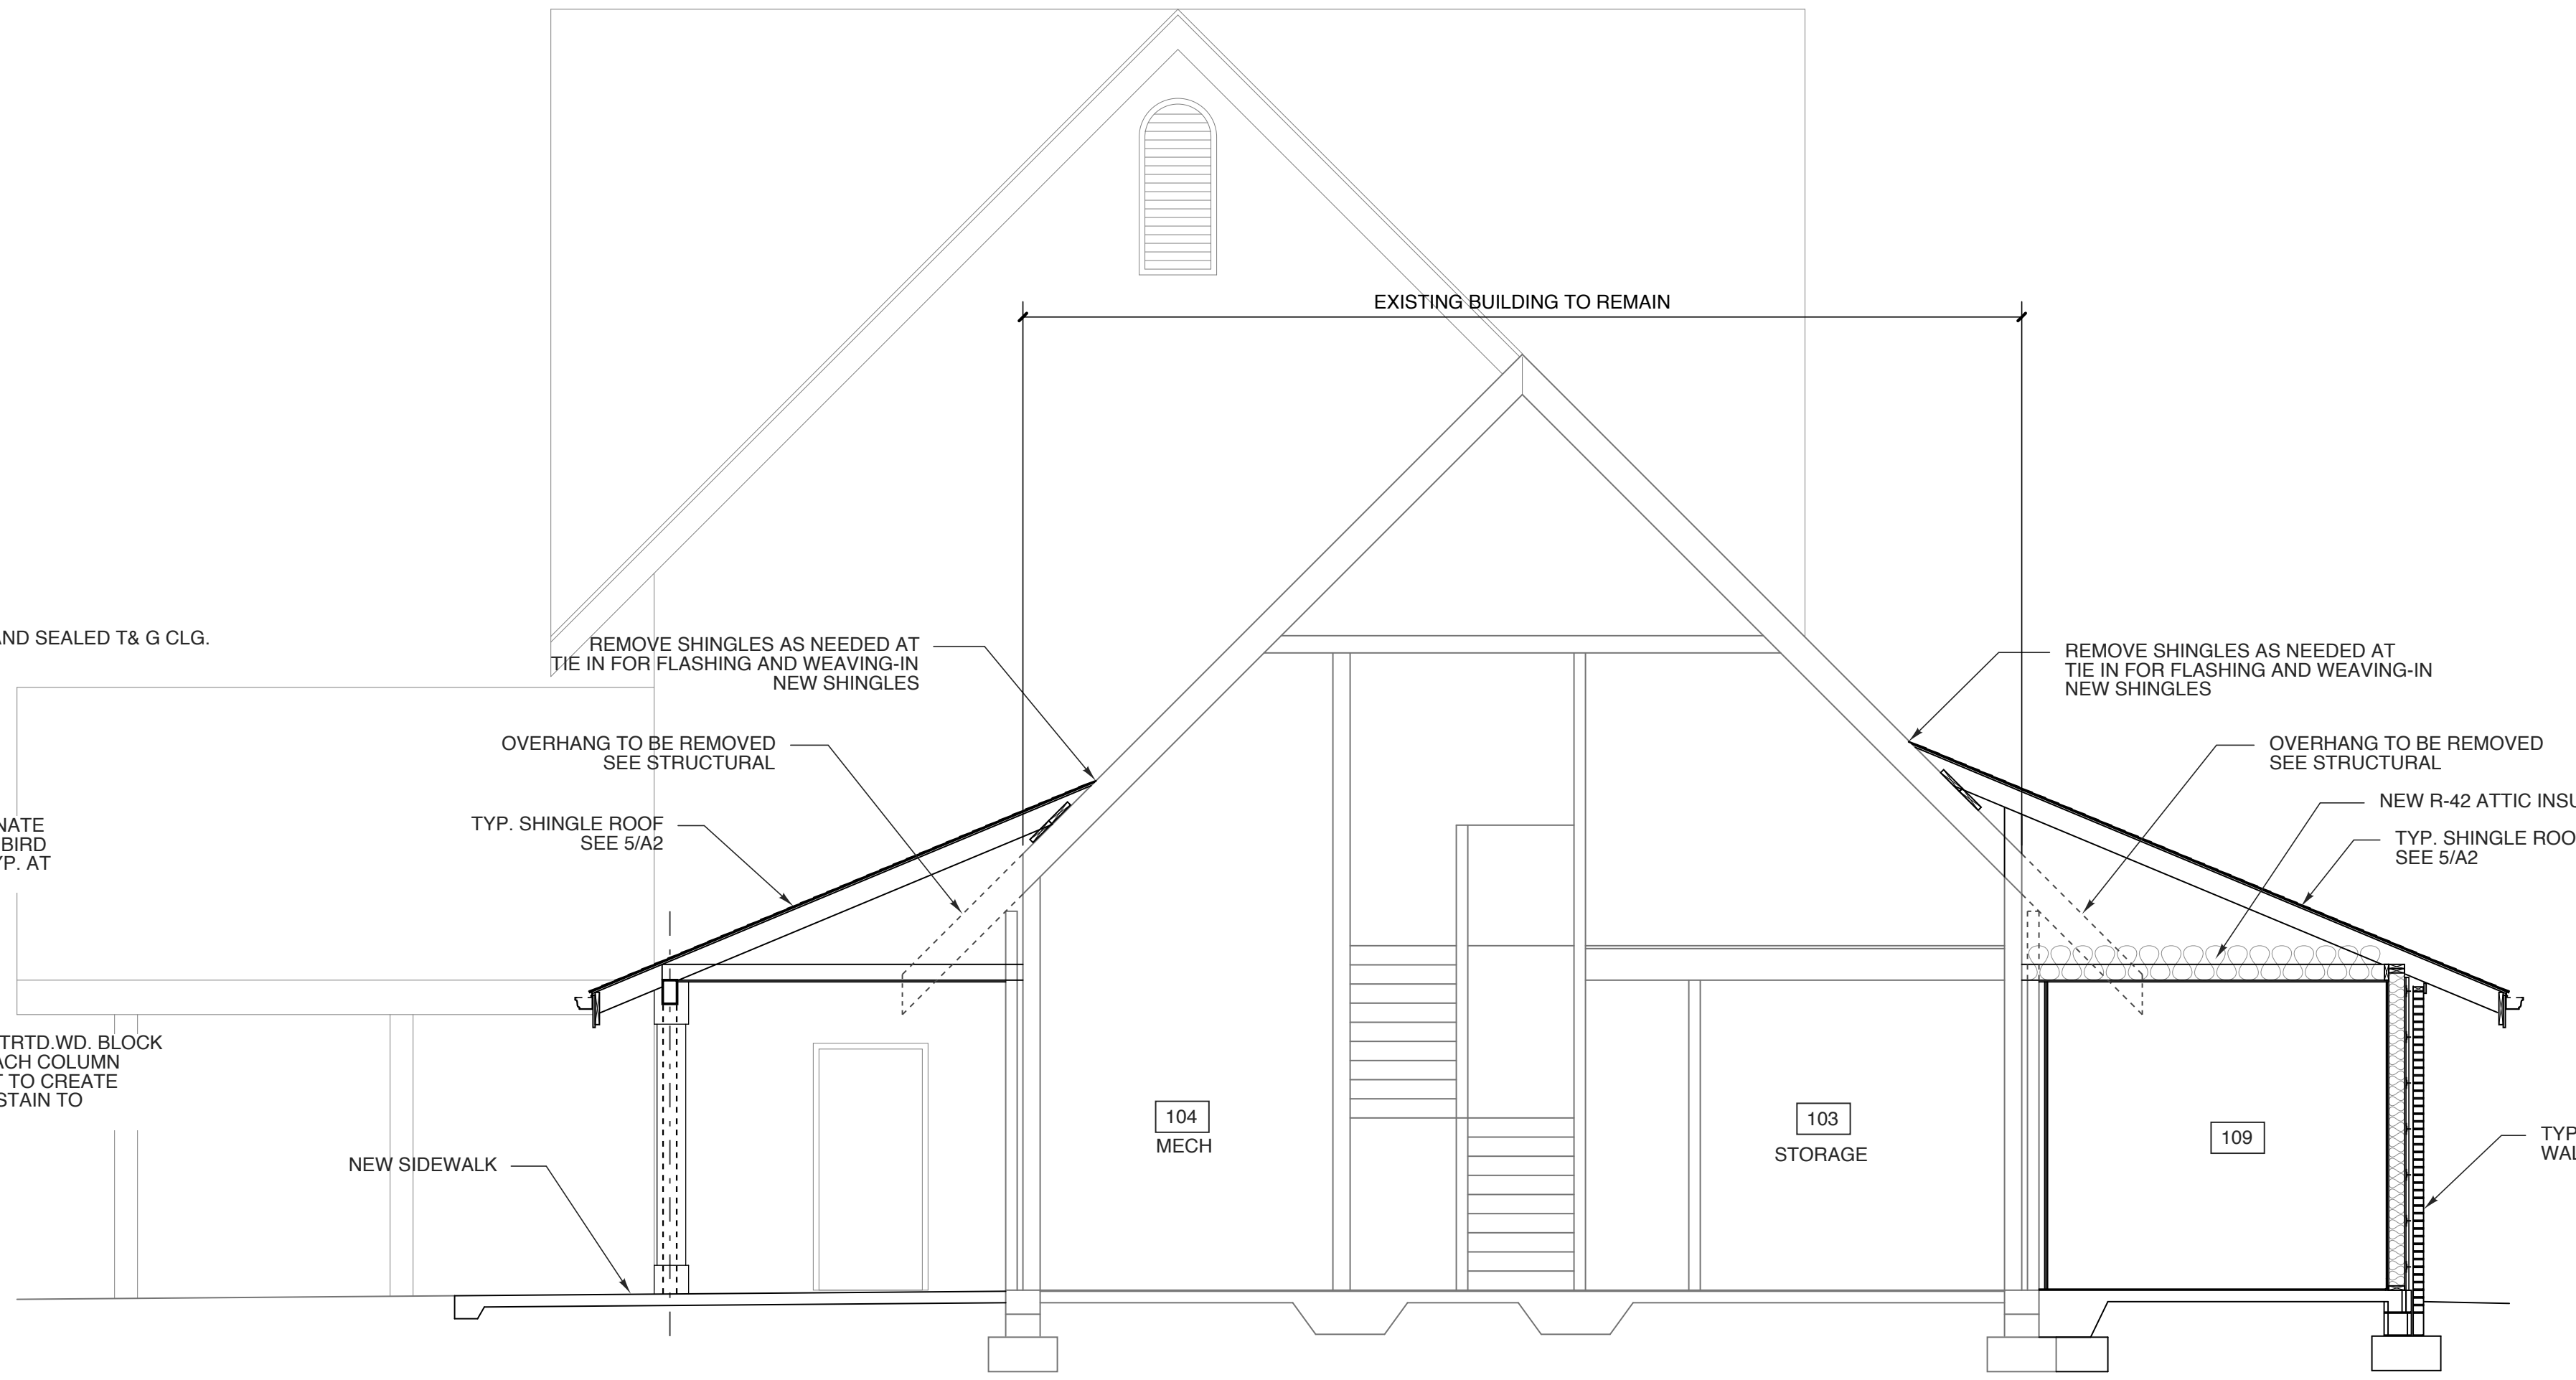 EXISTING BUILDING TO REMAIN
AND SEALED T& G CLG.
REMOVE SHINGLES AS NEEDED AT
TIE IN FOR FLASHING AND WEAVING-IN
NEW SHINGLES
REMOVE SHINGLES AS NEEDED AT
TIE IN FOR FLASHING AND WEAVING-IN
NEW SHINGLES
OVERHANG TO BE REMOVED
SEE STRUCTURAL
OVERHANG TO BE REMOVED
SEE STRUCTURAL
NEW R-42 ATTIC INSU
TYP. SHINGLE ROOF
SEE 5/A2
TYP. SHINGLE ROO
SEE 5/A2
NATE
BIRD
YP. AT
TRTD.WD. BLOCK
ACH COLUMN
T TO CREATE
STAIN TO
NEW SIDEWALK
104
MECH
103
STORAGE
109
TYP
WAL